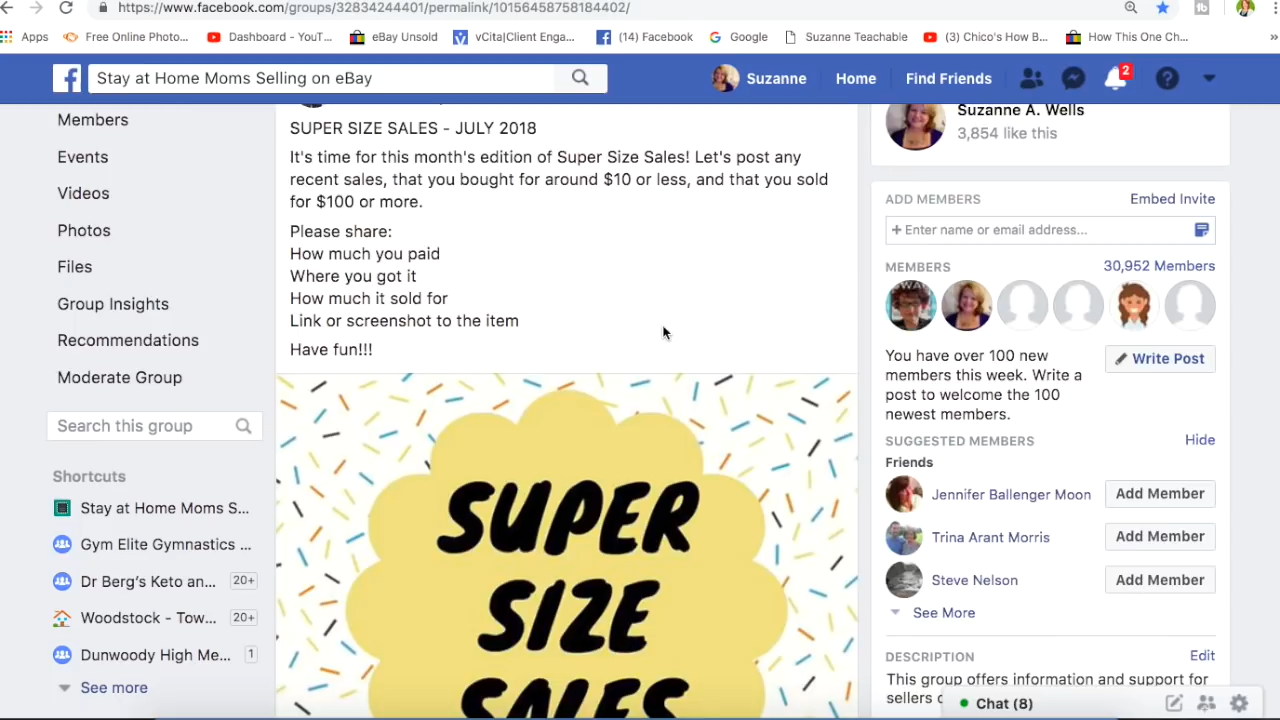 https://www.facebook.com/groups/32834244401/permalink/10156458758184402/
Apps
Free Online Photo...
Dashboard - YouT...
eBay Unsold
vCita|Client Enga...
(14) Facebook
Google
Suzanne Teachable
(3) Chico's How B...
How This One Ch...
»
Stay at Home Moms Selling on eBay
Suzanne
Home
Find Friends
2
Members
Events
Videos
Photos
Files
Group Insights
Recommendations
Moderate Group
Search this group
Shortcuts
Stay at Home Moms S...
Gym Elite Gymnastics ...
Dr Berg's Keto an... 20+
Woodstock - Tow... 20+
Dunwoody High Me... 1
See more
SUPER SIZE SALES - JULY 2018
It's time for this month's edition of Super Size Sales! Let's post any
recent sales, that you bought for around $10 or less, and that you sold
for $100 or more.
Please share:
How much you paid
Where you got it
How much it sold for
Link or screenshot to the item
Have fun!!!
SUPER
SIZE
SALES
Suzanne A. Wells
3,854 like this
ADD MEMBERS Embed Invite
+ Enter name or email address...
MEMBERS 30,952 Members
You have over 100 new
members this week. Write a
post to welcome the 100
newest members.
Write Post
SUGGESTED MEMBERS Hide
Friends
Jennifer Ballenger Moon Add Member
Trina Arant Morris Add Member
Steve Nelson Add Member
See More
DESCRIPTION Edit
This group offers information and support for
sellers
Chat (8)